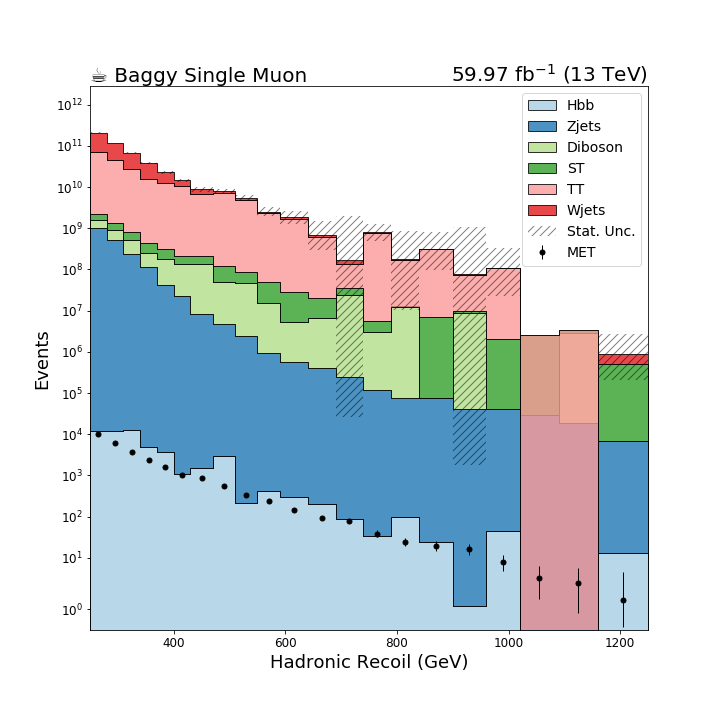 ☕ Baggy Single Muon
59.97 fb⁻¹ (13 TeV)
Hbb
Zjets
Diboson
ST
TT
Wjets
Stat. Unc.
MET
Events
10¹²
10¹¹
10¹⁰
10⁹
10⁸
10⁷
10⁶
10⁵
10⁴
10³
10²
10¹
10⁰
400 600 800 1000 1200
Hadronic Recoil (GeV)